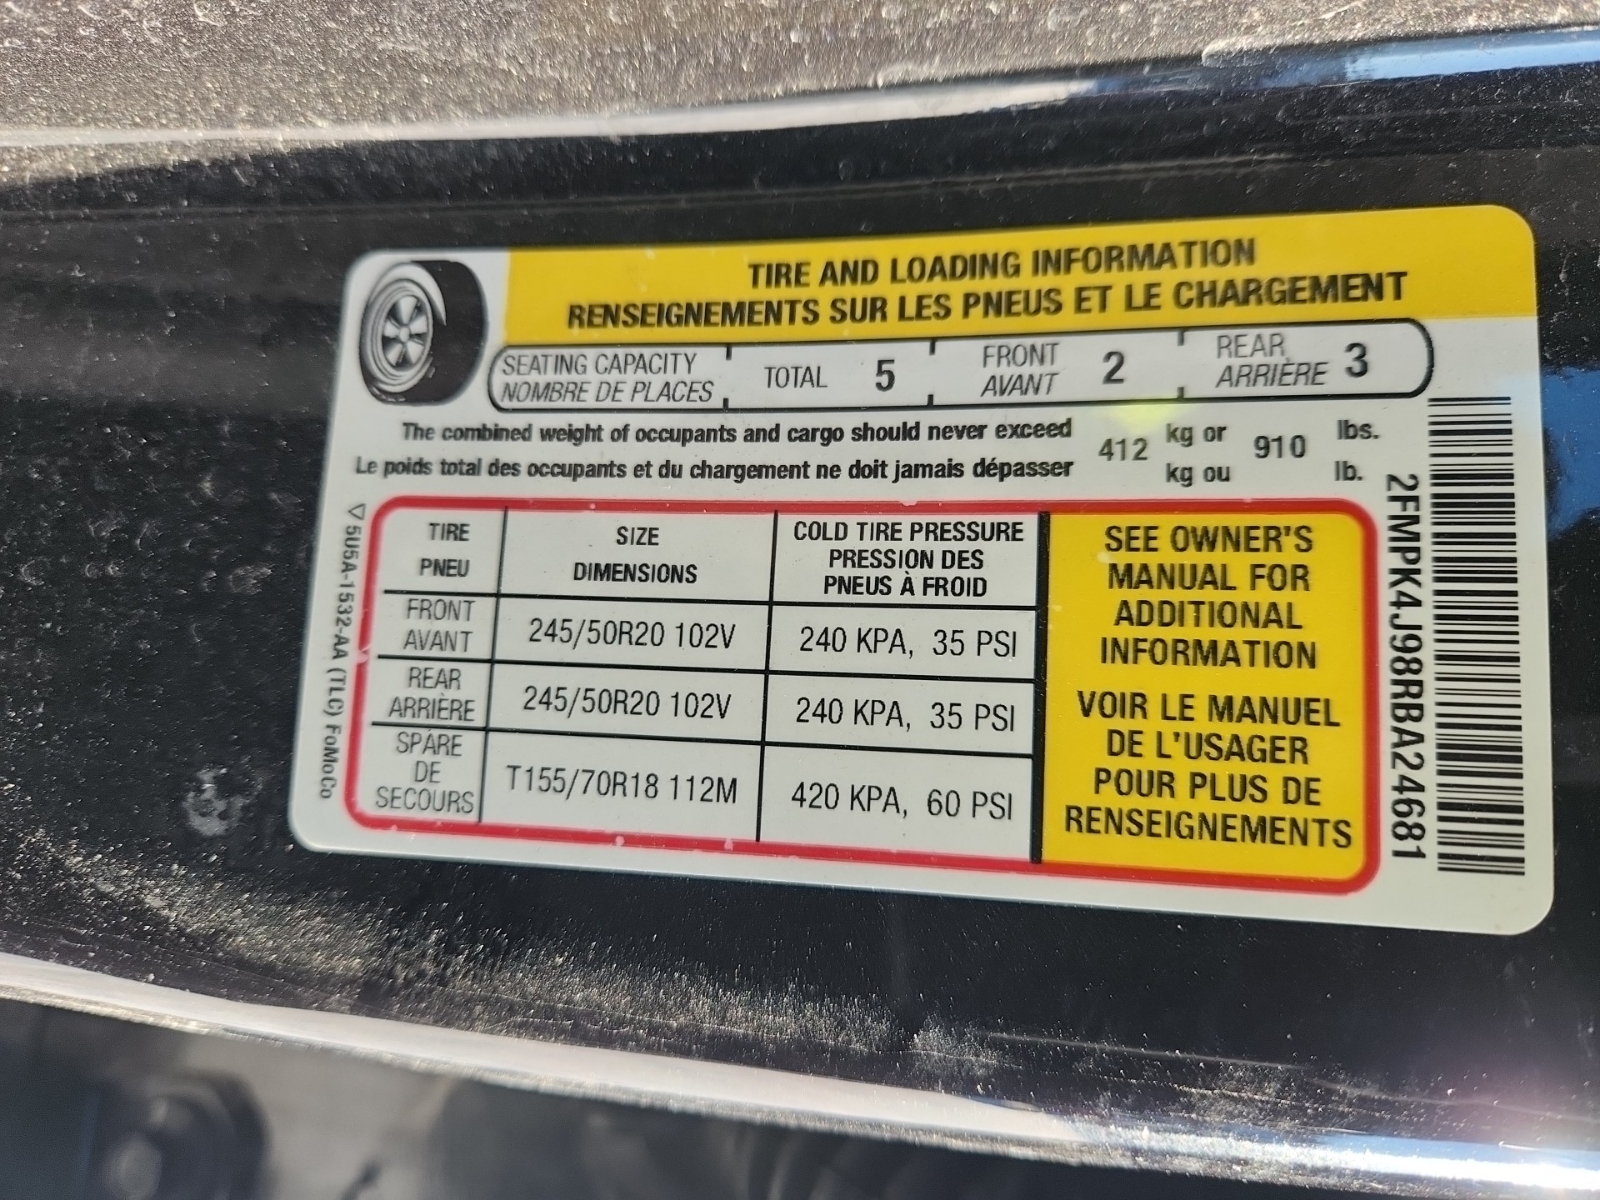 TIRE AND LOADING INFORMATION
RENSEIGNEMENTS SUR LES PNEUS ET LE CHARGEMENT
SEATING CAPACITY TOTAL 5 FRONT 2 REAR 3
NOMBRE DE PLACES AVANT ARRIÈRE
The combined weight of occupants and cargo should never exceed 412 kg or 910 lbs.
Le poids total des occupants et du chargement ne doit jamais dépasser kg ou lb.
TIRE SIZE COLD TIRE PRESSURE
PNEU DIMENSIONS PRESSION DES
PNEUS À FROID
FRONT
AVANT 245/50R20 102V 240 KPA, 35 PSI
REAR
ARRIÈRE 245/50R20 102V 240 KPA, 35 PSI
SPARE
DE
SECOURS T155/70R18 112M 420 KPA, 60 PSI
SEE OWNER'S
MANUAL FOR
ADDITIONAL
INFORMATION
VOIR LE MANUEL
DE L'USAGER
POUR PLUS DE
RENSEIGNEMENTS
5U5A-1532-AA (TLC) FoMoCo
2FMPK4J98RBA24681